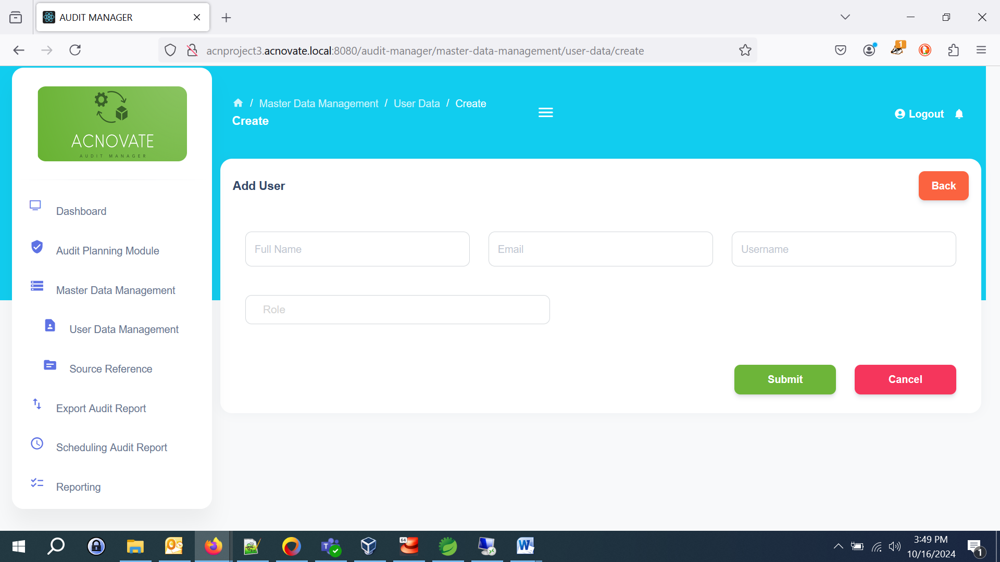 AUDIT MANAGER
acnproject3.acnovate.local:8080/audit-manager/master-data-management/user-data/create
1
ACNOVATE
AUDIT MANAGER
/ Master Data Management / User Data / Create
Create
Logout
Add User
Back
Dashboard
Audit Planning Module
Master Data Management
User Data Management
Source Reference
Export Audit Report
Scheduling Audit Report
Reporting
Full Name
Email
Username
Role
Submit
Cancel
64
3:49 PM
10/16/2024
1